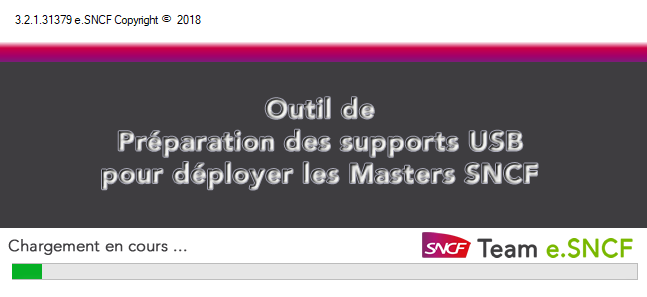 3.2.1.31379 e.SNCF Copyright © 2018
Outil de
Préparation des supports USB
pour déployer les Masters SNCF
Chargement en cours ...
SNCF Team e.SNCF